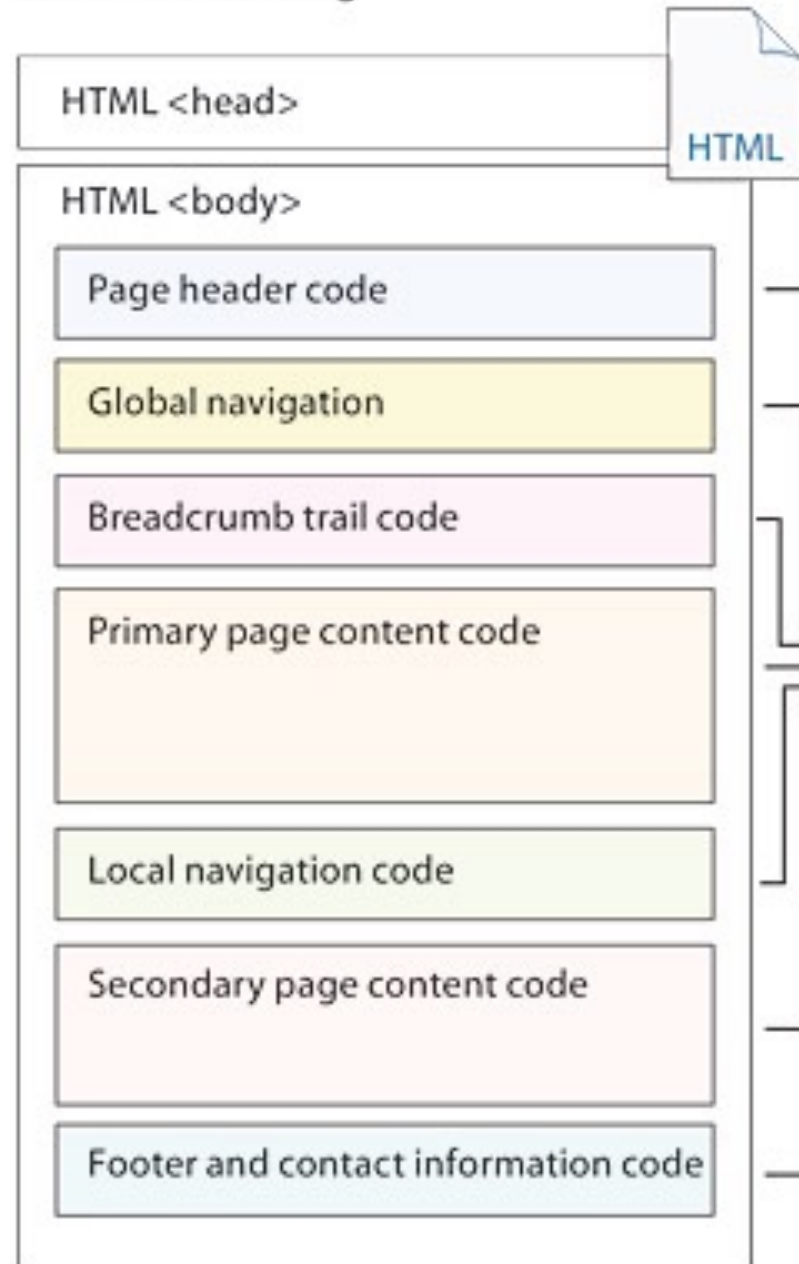 HTML <head>
HTML
HTML <body>
Page header code
Global navigation
Breadcrumb trail code
Primary page content code
Local navigation code
Secondary page content code
Footer and contact information code